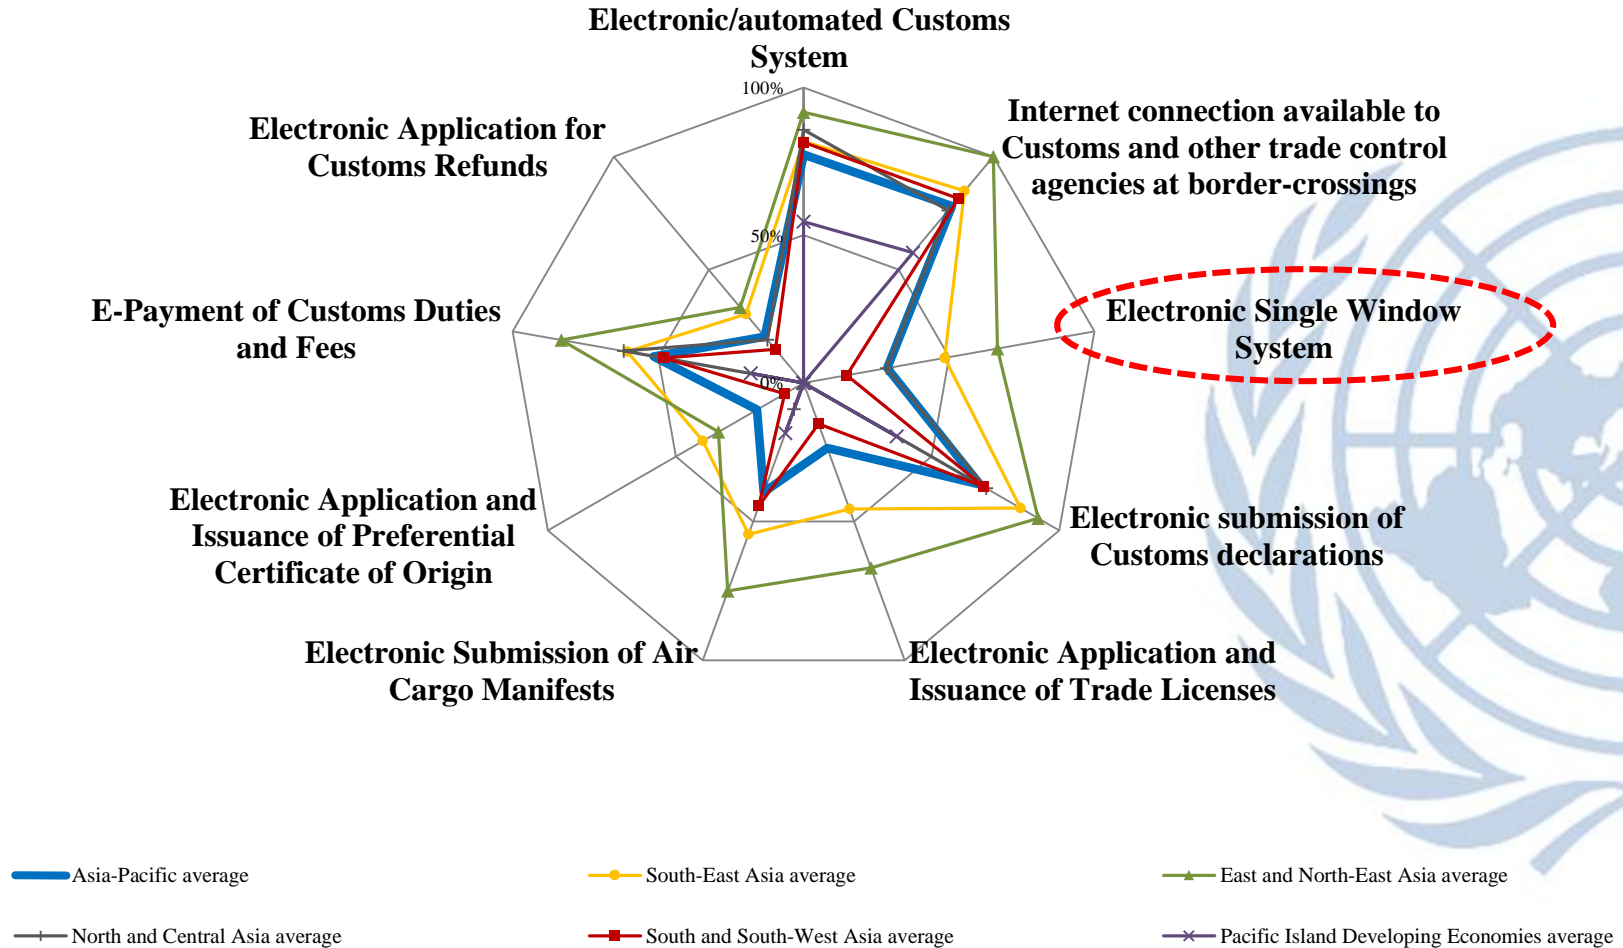 Electronic/automated Customs
System
100%
Internet connection available to
Customs and other trade control
agencies at border-crossings
Electronic Application for
Customs Refunds
50%
E-Payment of Customs Duties
and Fees
Electronic Single Window
System
0%
Electronic Application and
Issuance of Preferential
Certificate of Origin
Electronic submission of
Customs declarations
Electronic Submission of Air
Cargo Manifests
Electronic Application and
Issuance of Trade Licenses
Asia-Pacific average
South-East Asia average
East and North-East Asia average
North and Central Asia average
South and South-West Asia average
Pacific Island Developing Economies average